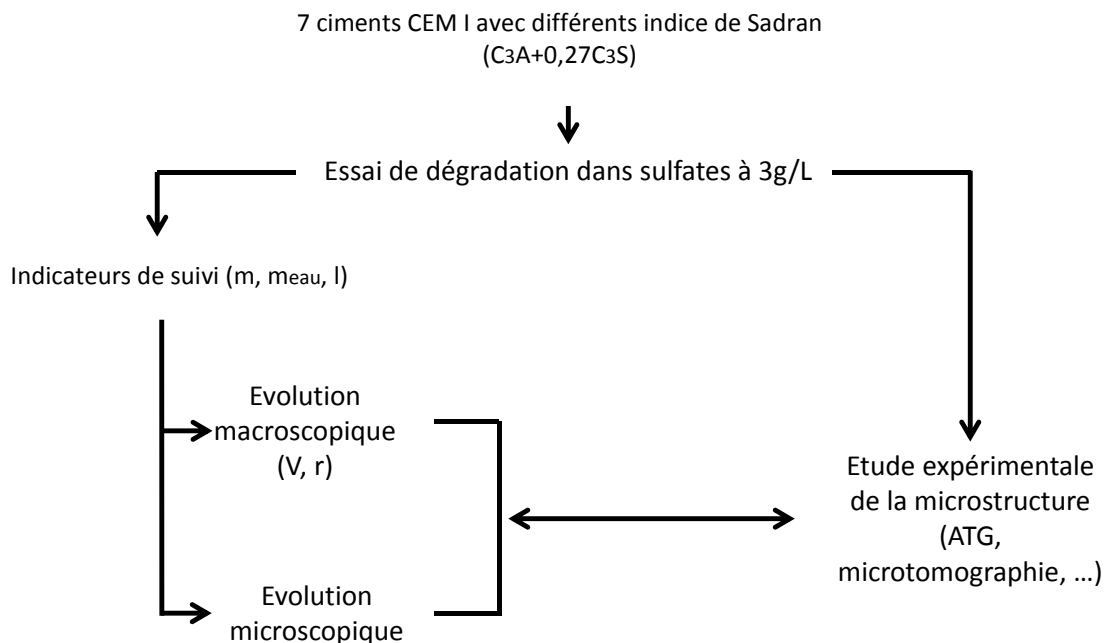 7 ciments CEM I avec différents indice de Sadran
(C3A+0,27C3S)
Essai de dégradation dans sulfates à 3g/L
Indicateurs de suivi (m, meau, l)
Evolution
macroscopique
(V, r)
Etude expérimentale
de la microstructure
(ATG,
microtomographie, ...)
Evolution
microscopique